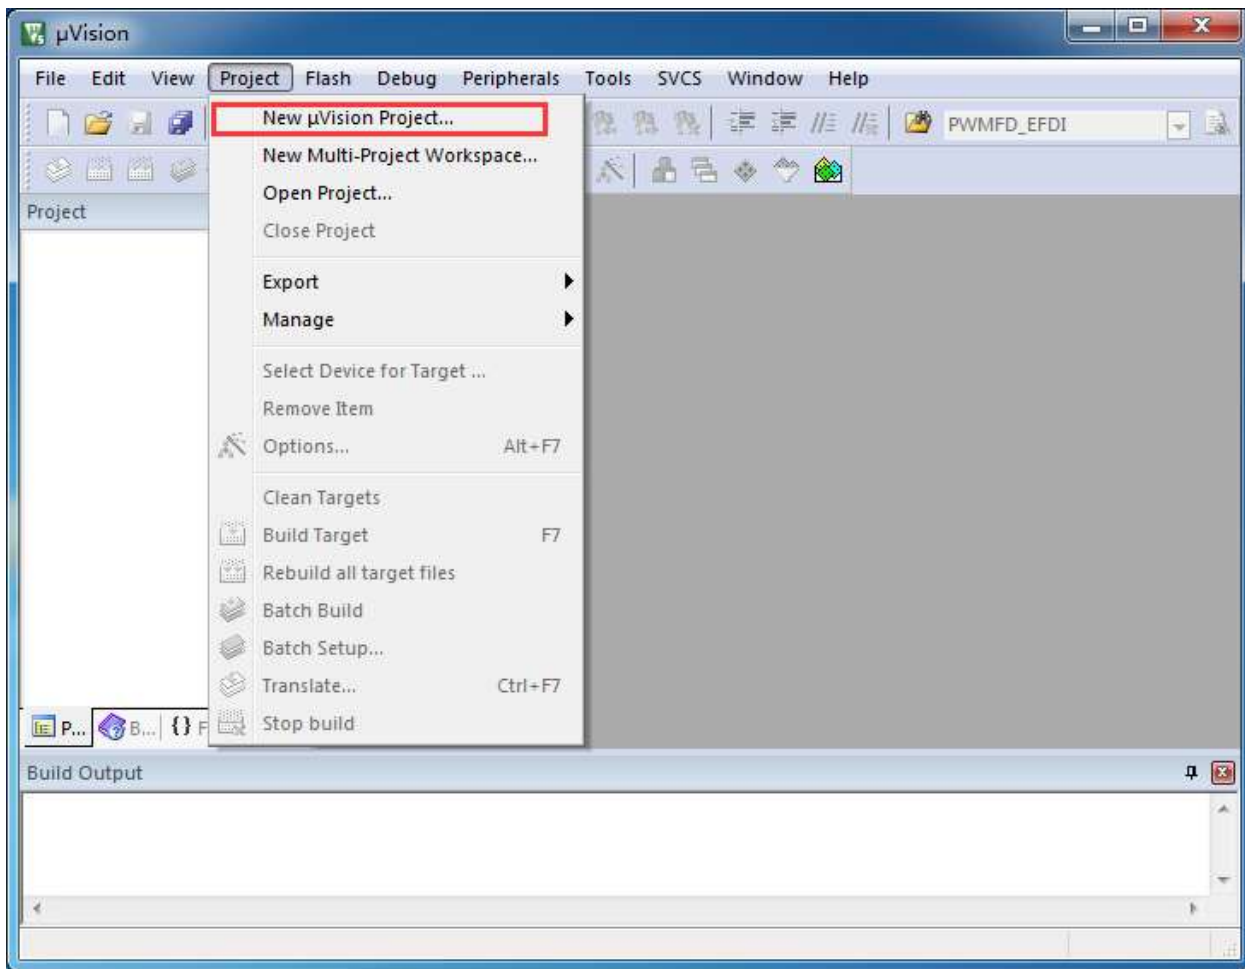 µVision
File Edit View Project Flash Debug Peripherals Tools SVCS Window Help
New µVision Project...
PWMFD_EFDI
New Multi-Project Workspace...
Open Project...
Project
Close Project
Export
Manage
Select Device for Target ...
Remove Item
Options... Alt+F7
Clean Targets
Build Target F7
Rebuild all target files
Batch Build
Batch Setup...
Translate... Ctrl+F7
Stop build
P... B... {} F
Build Output